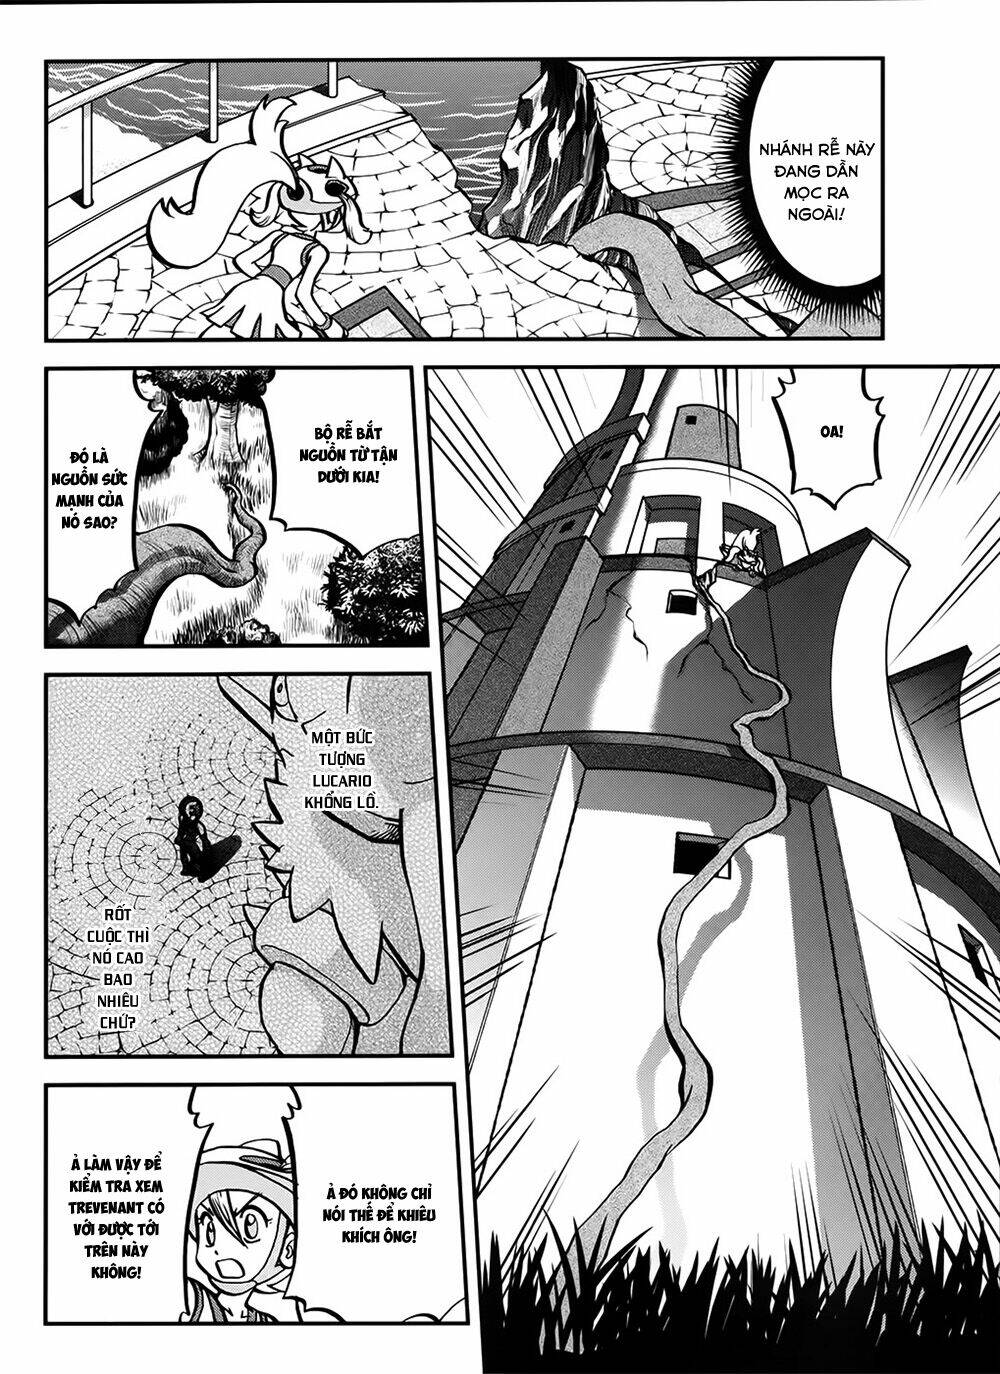 NHÁNH RỄ NÀY
ĐANG DẦN
MỌC RA
NGOÀI!
OA!
BỘ RỄ BẮT
NGUỒN TỪ TẬN
DƯỚI KIA!
ĐÓ LÀ
NGUỒN SỨC
MẠNH CỦA
NÓ SAO?
MỘT BỨC
TƯỢNG
LUCARIO
KHỔNG LỒ.
RỐT
CUỘC THÌ
NÓ CAO
BAO
NHIÊU
CHỨ?
Ả ĐÓ KHÔNG CHỈ
NÓI THẾ ĐỂ KHIÊU
KHÍCH ÔNG!
Ả LÀM VẬY ĐỂ
KIỂM TRA XEM
TREVENANT CÓ
VỚI ĐƯỢC TỚI
TRÊN NÀY
KHÔNG!